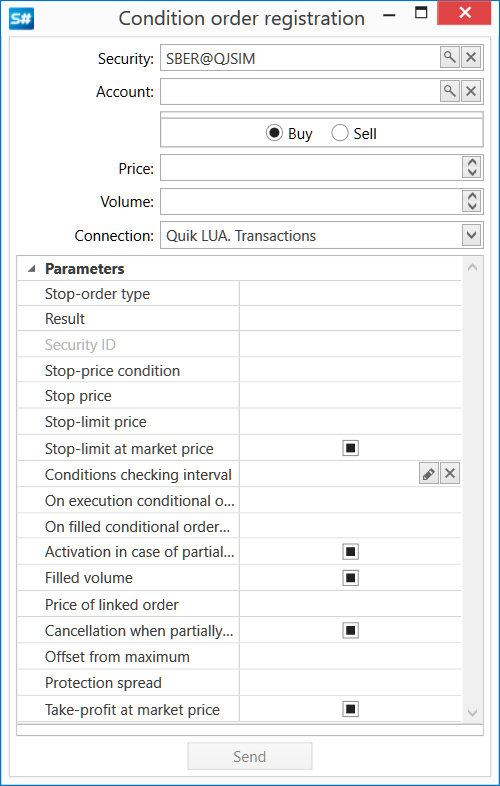 S# Condition order registration
Security: SBER@QJSIM
Account:
Buy Sell
Price:
Volume:
Connection: Quik LUA. Transactions
Parameters
Stop-order type
Result
Security ID
Stop-price condition
Stop price
Stop-limit price
Stop-limit at market price
Conditions checking interval
On execution conditional o...
On filled conditional order...
Activation in case of partial...
Filled volume
Price of linked order
Cancellation when partially...
Offset from maximum
Protection spread
Take-profit at market price
Send